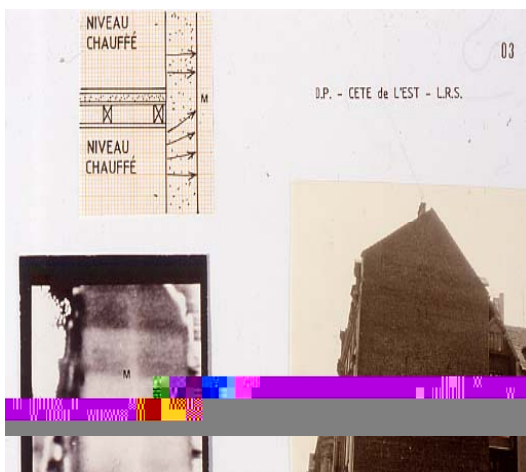 NIVEAU
CHAUFFÉ
M
NIVEAU
CHAUFFÉ
03
D.P. - CETE de L'EST - L.R.S.
M